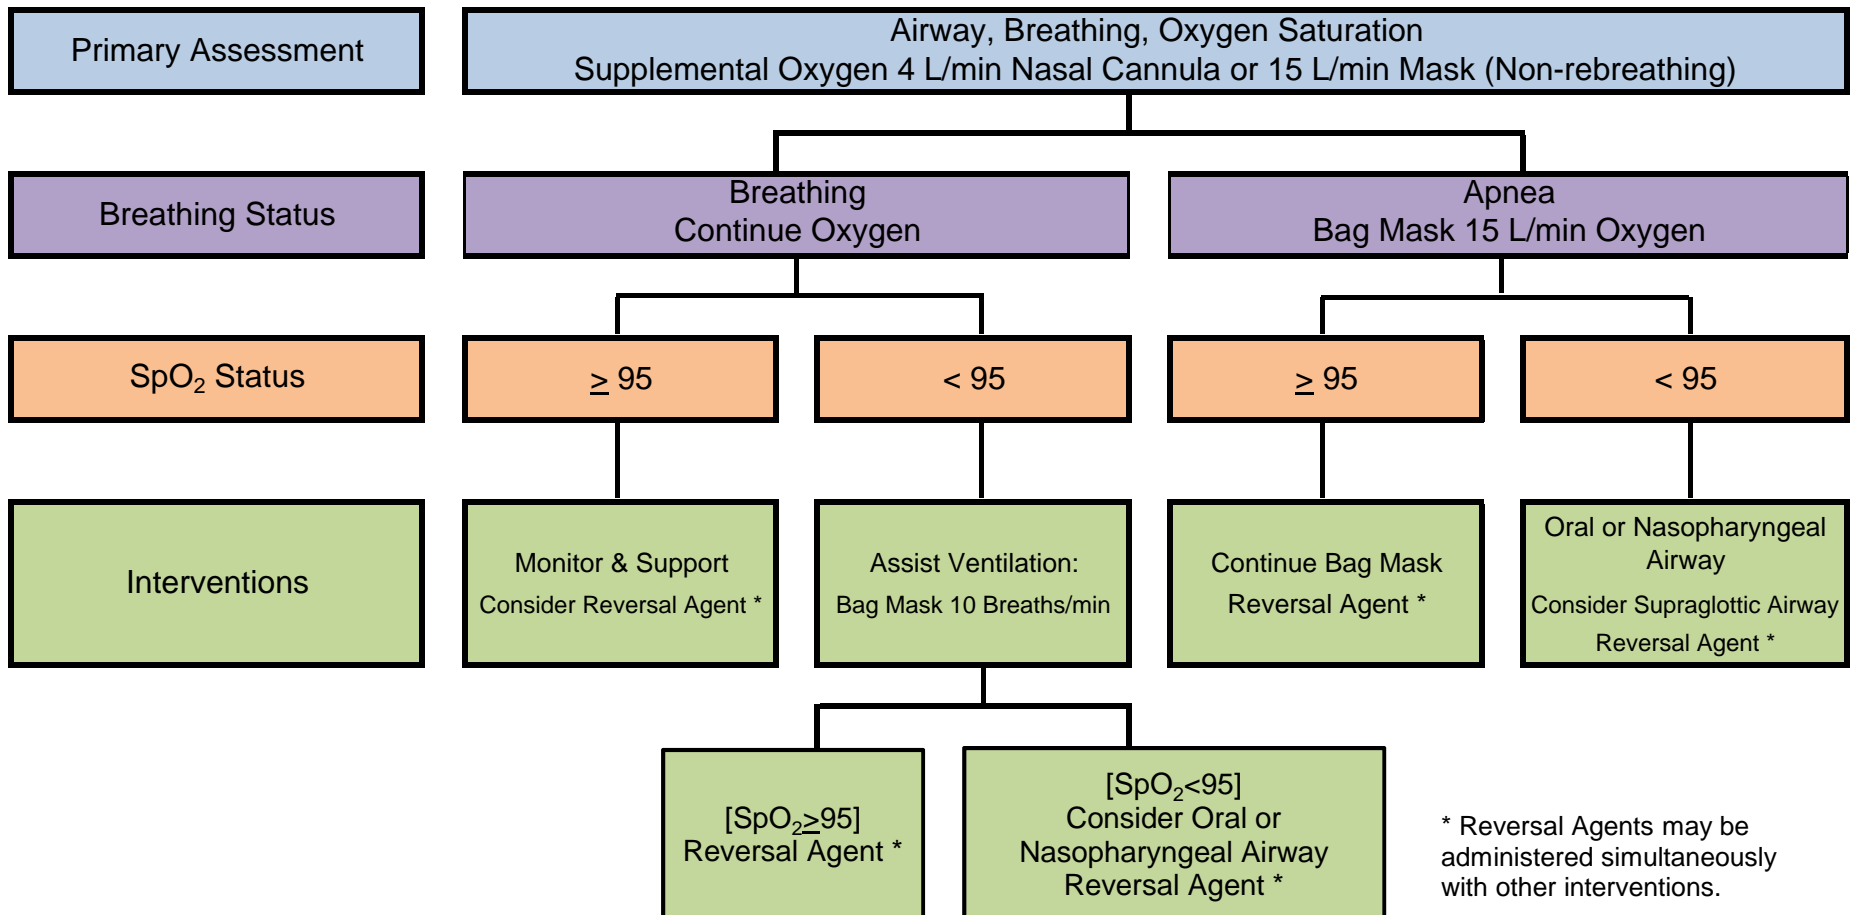 Primary Assessment
Airway, Breathing, Oxygen Saturation
Supplemental Oxygen 4 L/min Nasal Cannula or 15 L/min Mask (Non-rebreathing)
Breathing Status
Breathing
Continue Oxygen
Apnea
Bag Mask 15 L/min Oxygen
SpO₂ Status
≥ 95
< 95
≥ 95
< 95
Interventions
Monitor & Support
Consider Reversal Agent *
Assist Ventilation:
Bag Mask 10 Breaths/min
Continue Bag Mask
Reversal Agent *
Oral or Nasopharyngeal
Airway
Consider Supraglottic Airway
Reversal Agent *
[SpO₂≥95]
Reversal Agent *
[SpO₂<95]
Consider Oral or
Nasopharyngeal Airway
Reversal Agent *
* Reversal Agents may be
administered simultaneously
with other interventions.